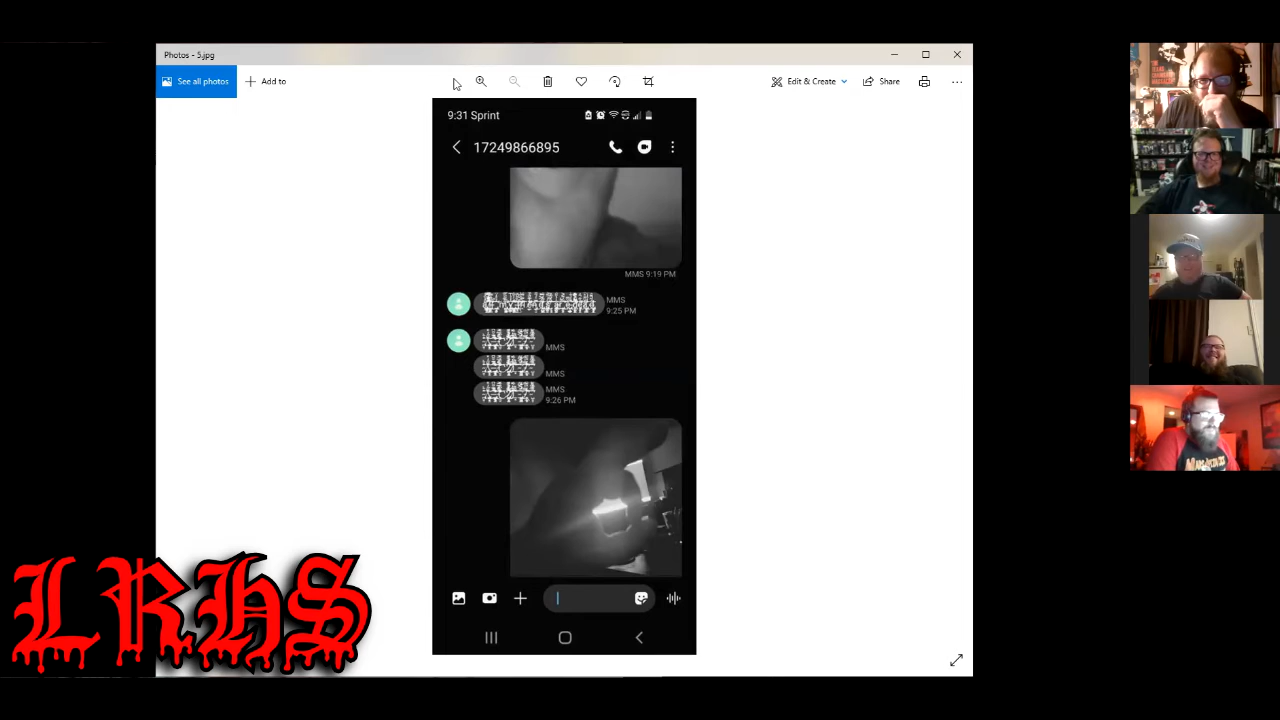 Photos - 5.jpg
See all photos
Add to
Edit & Create
Share
9:31 Sprint
17249866895
MMS 9:19 PM
MMS
9:25 PM
MMS
MMS
MMS
9:26 PM
LRHS